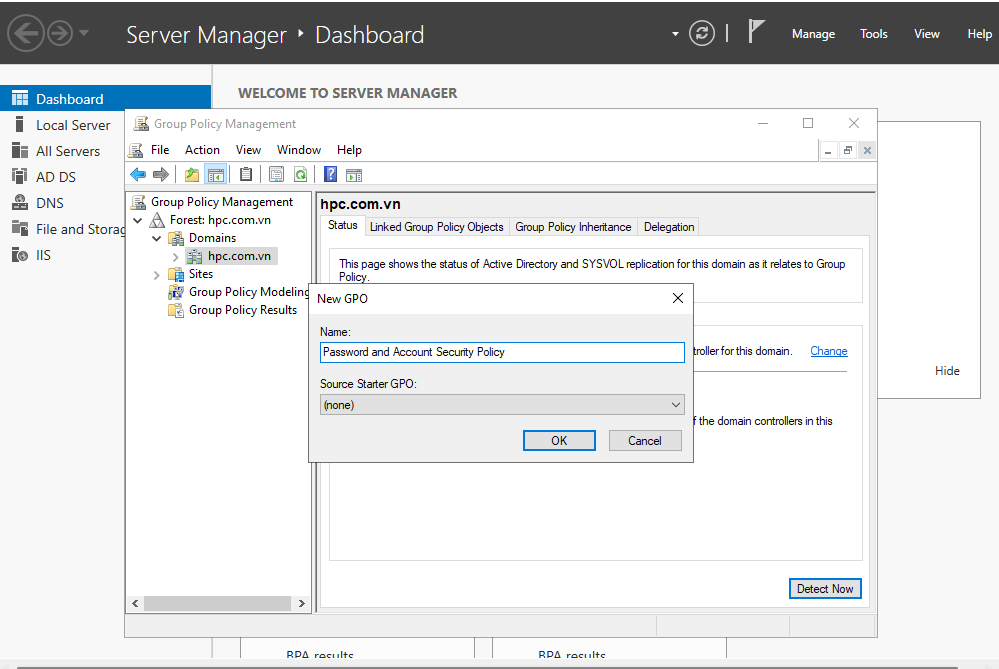 Server Manager ‣ Dashboard
Manage Tools View Help
Dashboard
Local Server
All Servers
AD DS
DNS
File and Storag
IIS
WELCOME TO SERVER MANAGER
Group Policy Management
File Action View Window Help
Group Policy Management
Forest: hpc.com.vn
Domains
hpc.com.vn
Sites
Group Policy Modeling
Group Policy Results
hpc.com.vn
Status Linked Group Policy Objects Group Policy Inheritance Delegation
This page shows the status of Active Directory and SYSVOL replication for this domain as it relates to Group
Policy.
New GPO
Name:
Password and Account Security Policy
Source Starter GPO:
(none)
OK Cancel
troller for this domain. Change
f the domain controllers in this
Detect Now
Hide
BPA results BPA results